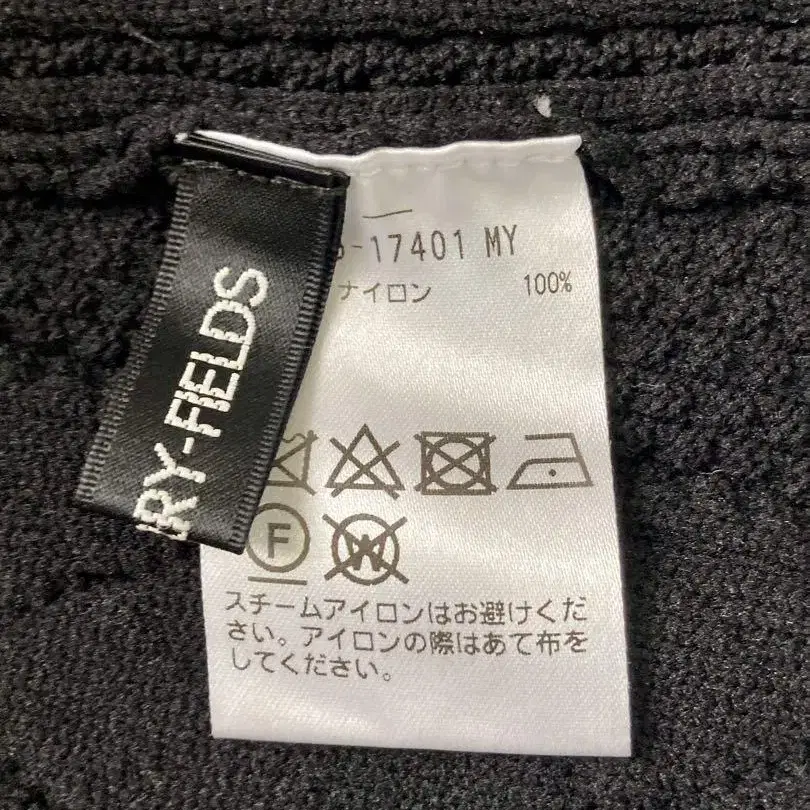 RY-FIELDS
-17401 MY
ナイロン 100%
F
W
スチームアイロンはお避けくだ
さい。アイロンの際はあて布を
してください。